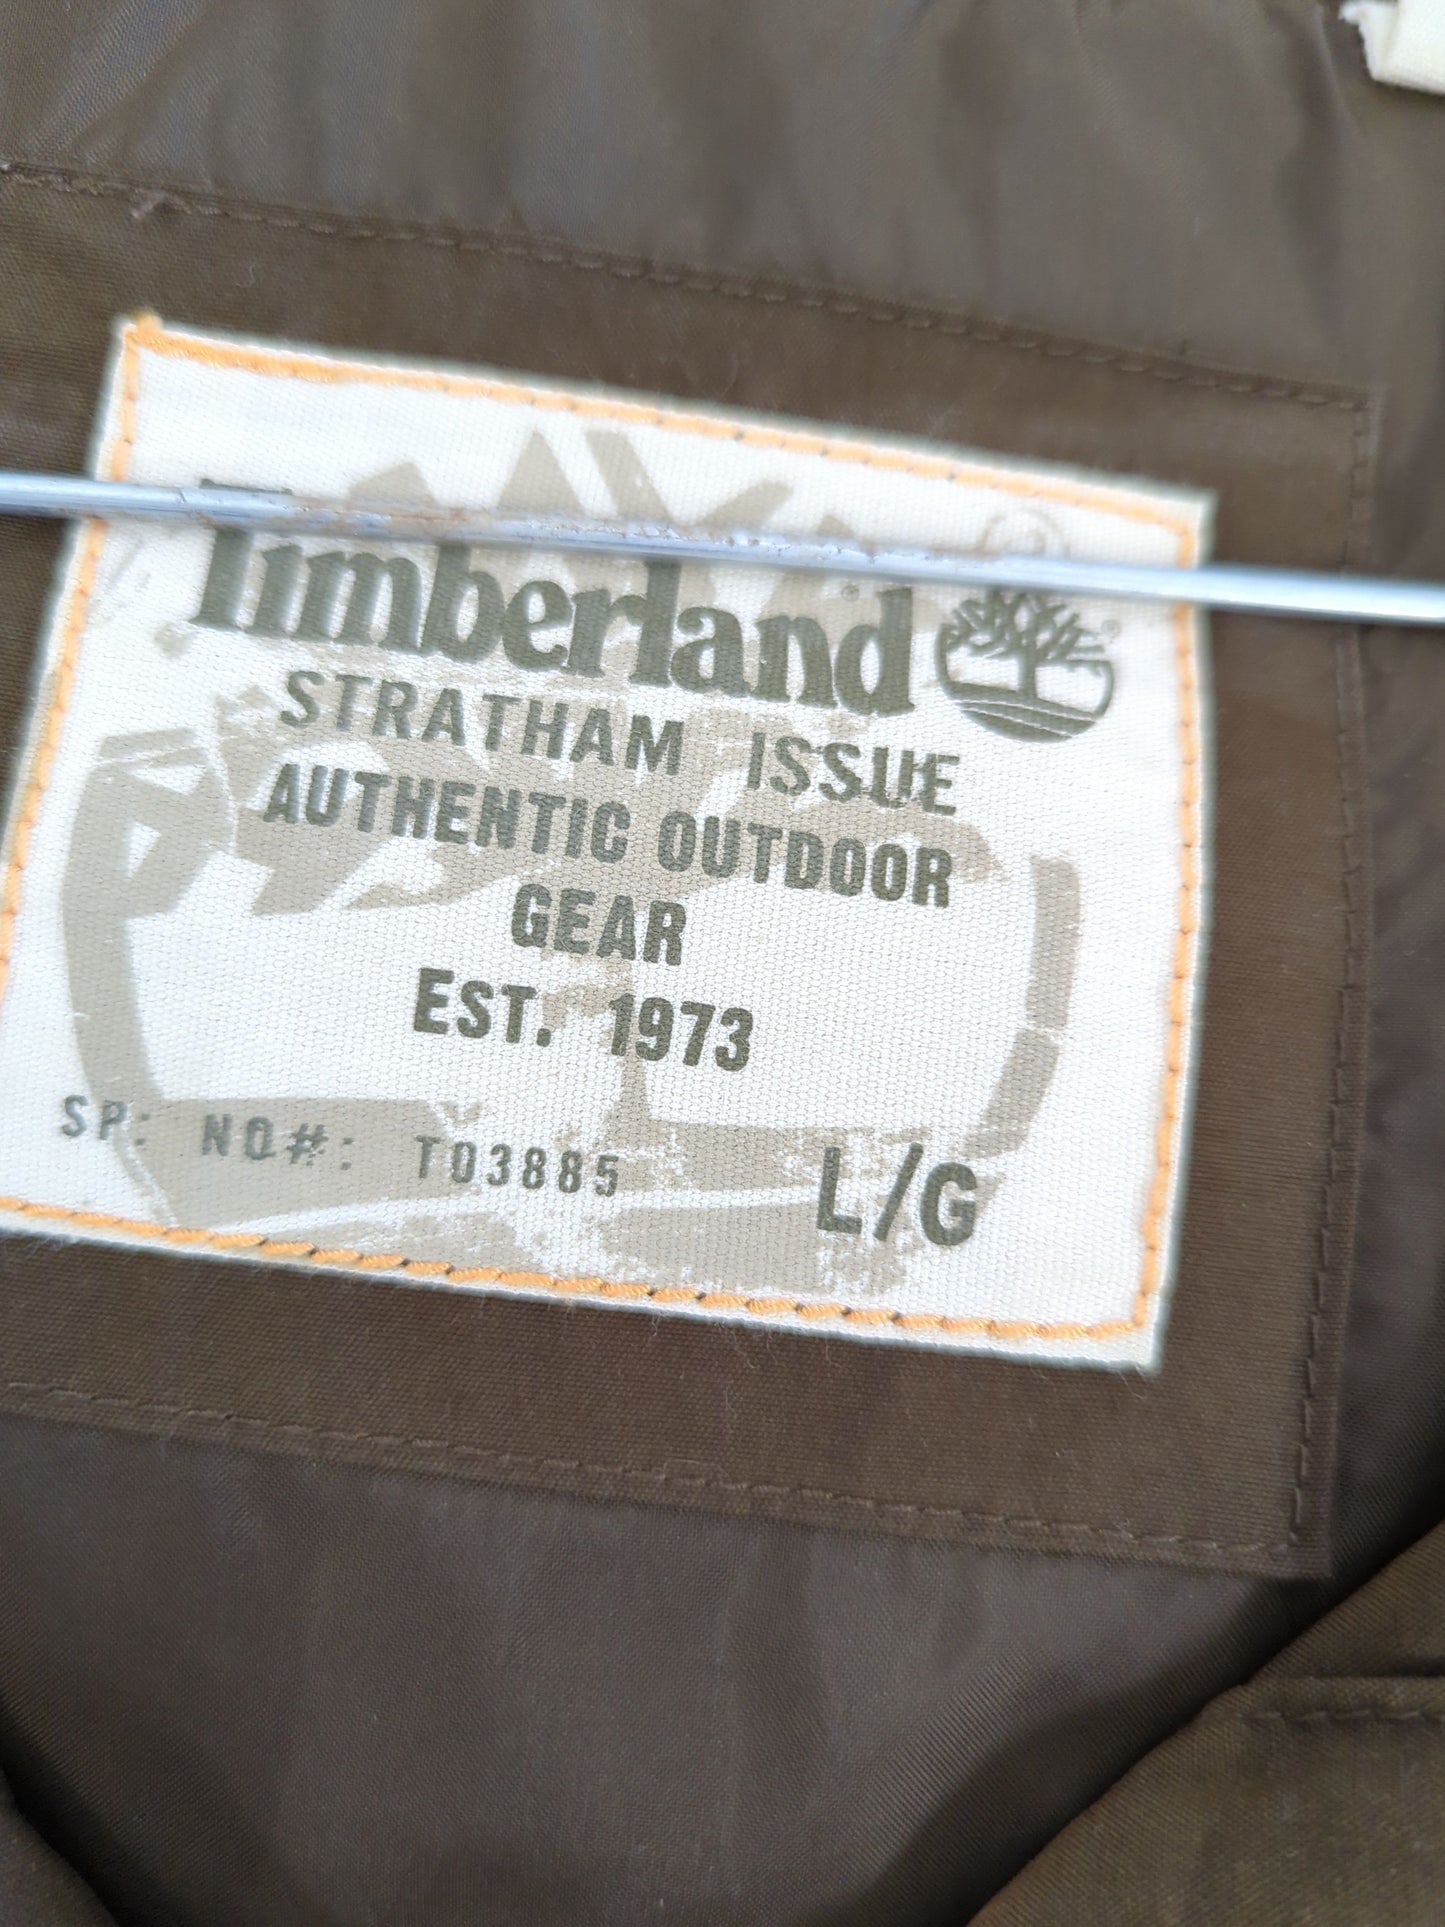 Timberland ®
STRATHAM ISSUE
AUTHENTIC OUTDOOR
GEAR
EST. 1973
SP: NO#: T03885 L/G